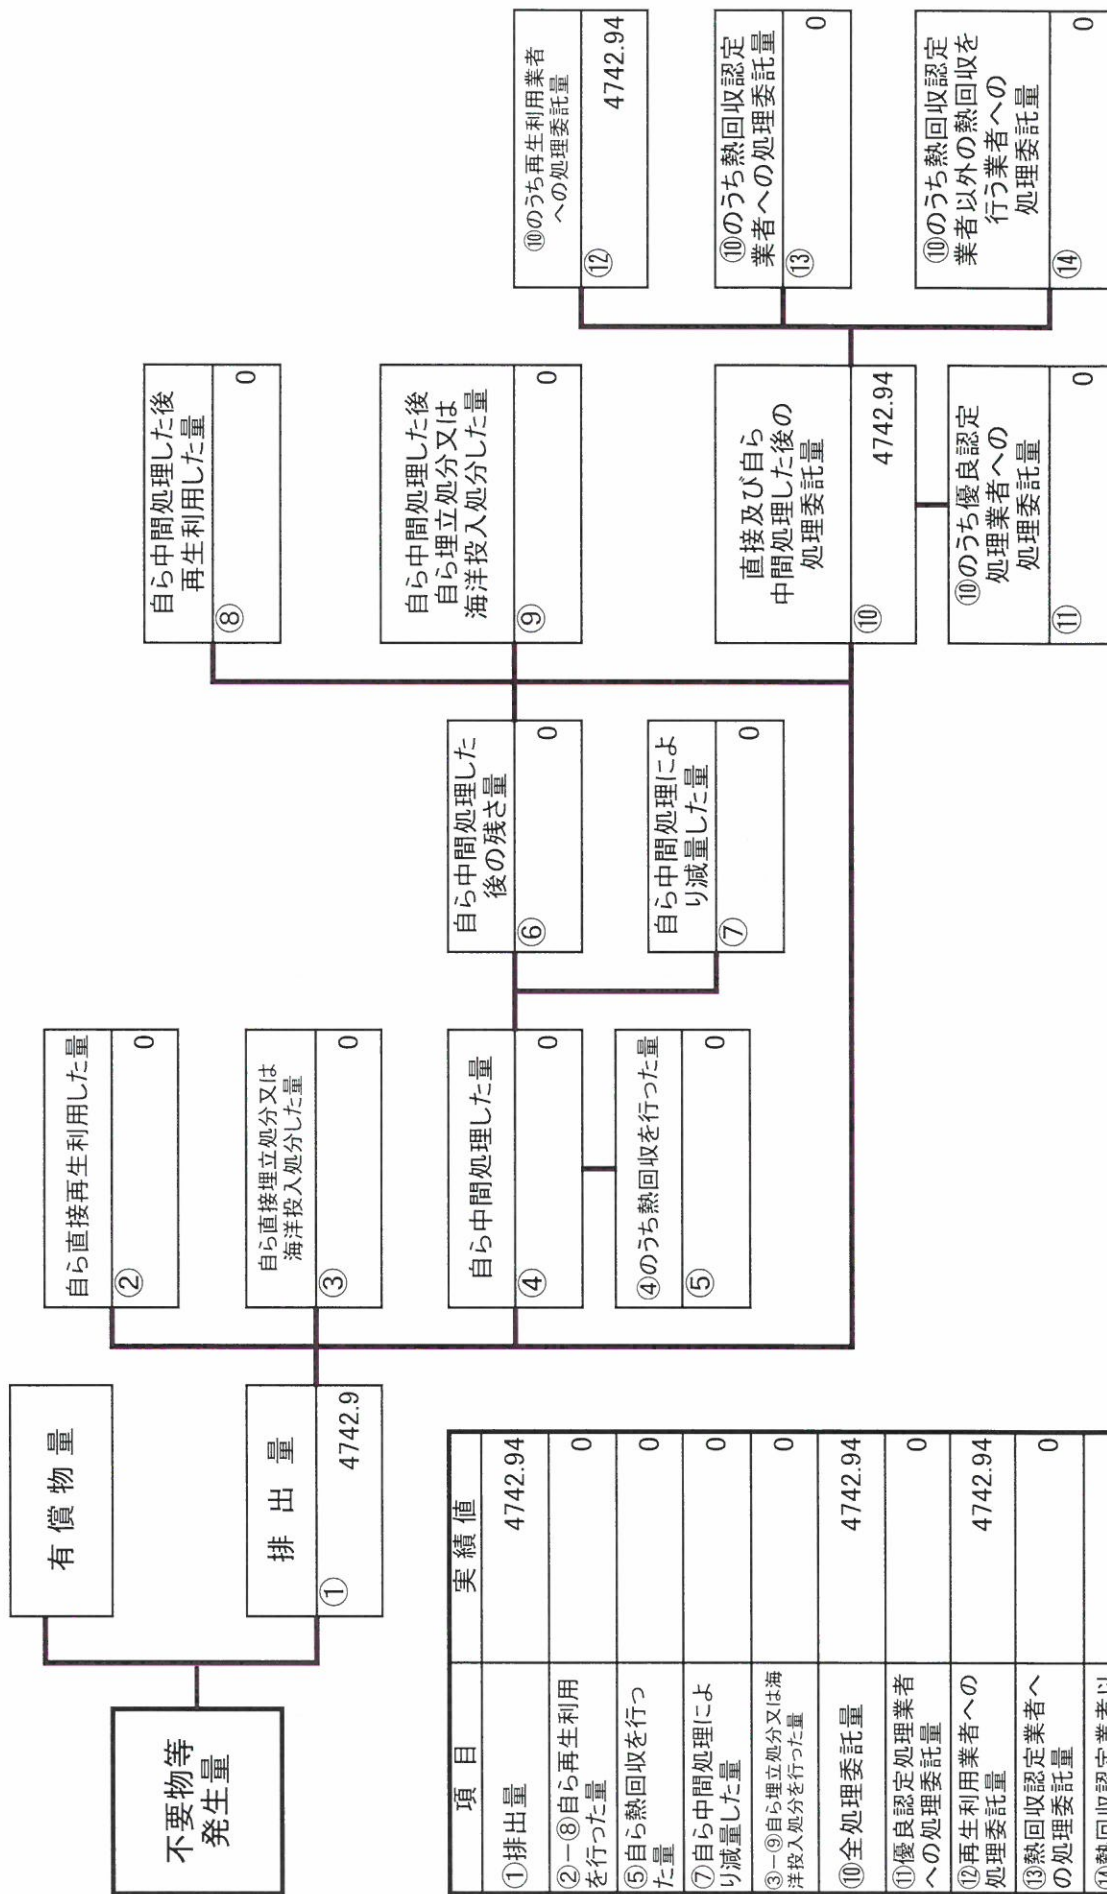 不要物等
発生量
有償物量
排出量
① 4742.9
自ら直接再生利用した量
② 0
自ら直接埋立処分又は
海洋投入処分した量
③ 0
自ら中間処理した量
④ 0
④のうち熱回収を行った量
⑤ 0
自ら中間処理した
後の残さ量
⑥ 0
自ら中間処理によ
り減量した量
⑦ 0
自ら中間処理した後
再生利用した量
⑧ 0
自ら中間処理した後
自ら埋立処分又は
海洋投入処分した量
⑨ 0
直接及び自ら
中間処理した後の
処理委託量
⑩ 4742.94
⑩のうち優良認定
処理業者への
処理委託量
⑪ 0
⑩のうち再生利用業者
への処理委託量
⑫ 4742.94
⑩のうち熱回収認定
業者への処理委託量
⑬ 0
⑩のうち熱回収認定
業者以外の熱回収を
行う業者への
処理委託量
⑭ 0
項目 実績値
①排出量 4742.94
②−⑧自ら再生利用
を行った量 0
⑤自ら熱回収を行っ
た量 0
⑦自ら中間処理によ
り減量した量 0
③−⑨自ら埋立処分又は海
洋投入処分を行った量 0
⑩全処理委託量 4742.94
⑪優良認定処理業者
への処理委託量 0
⑫再生利用業者への
処理委託量 4742.94
⑬熱回収認定業者へ
の処理委託量 0
⑭熱回収認定業者以